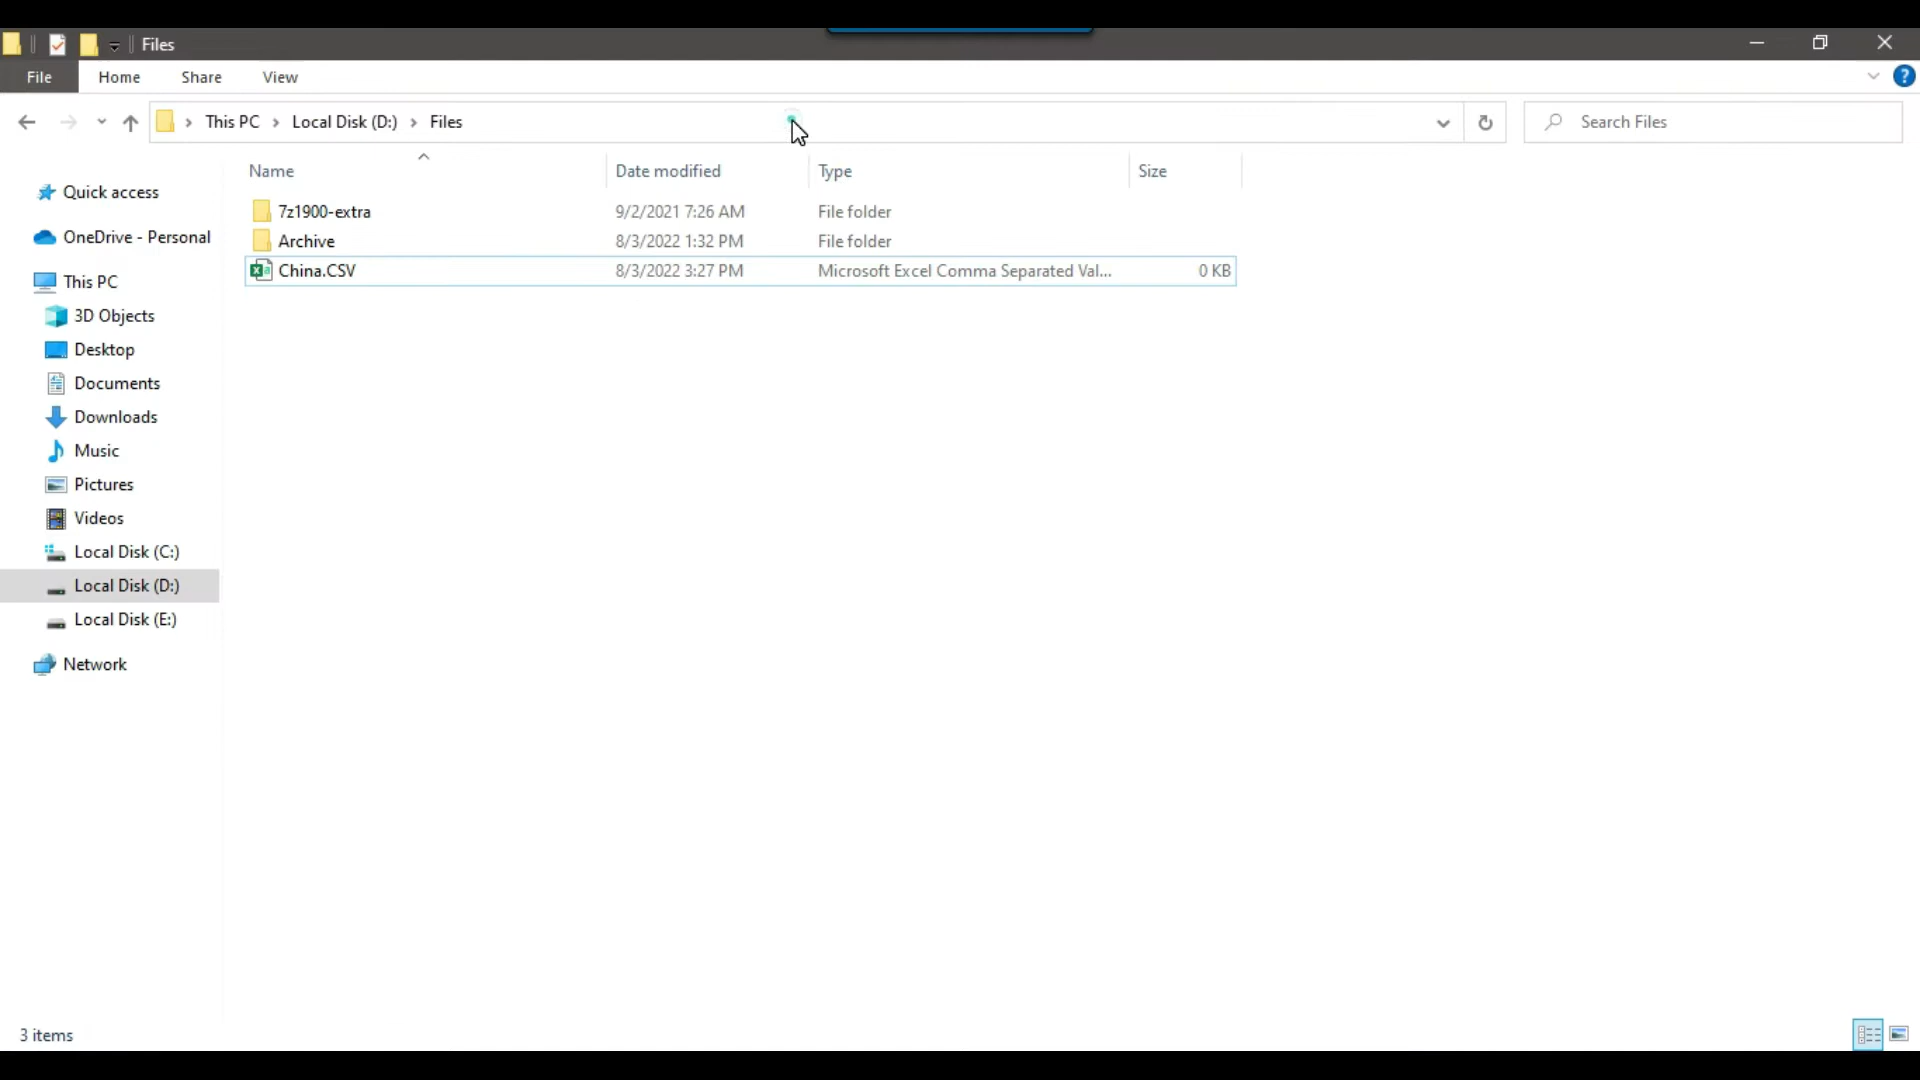 Files
File Home Share View
This PC Local Disk (D:) Files
Search Files
Name Date modified Type Size
7z1900-extra 9/2/2021 7:26 AM File folder
Archive 8/3/2022 1:32 PM File folder
China.CSV 8/3/2022 3:27 PM Microsoft Excel Comma Separated Val... 0 KB
Quick access
OneDrive - Personal
This PC
3D Objects
Desktop
Documents
Downloads
Music
Pictures
Videos
Local Disk (C:)
Local Disk (D:)
Local Disk (E:)
Network
3 items